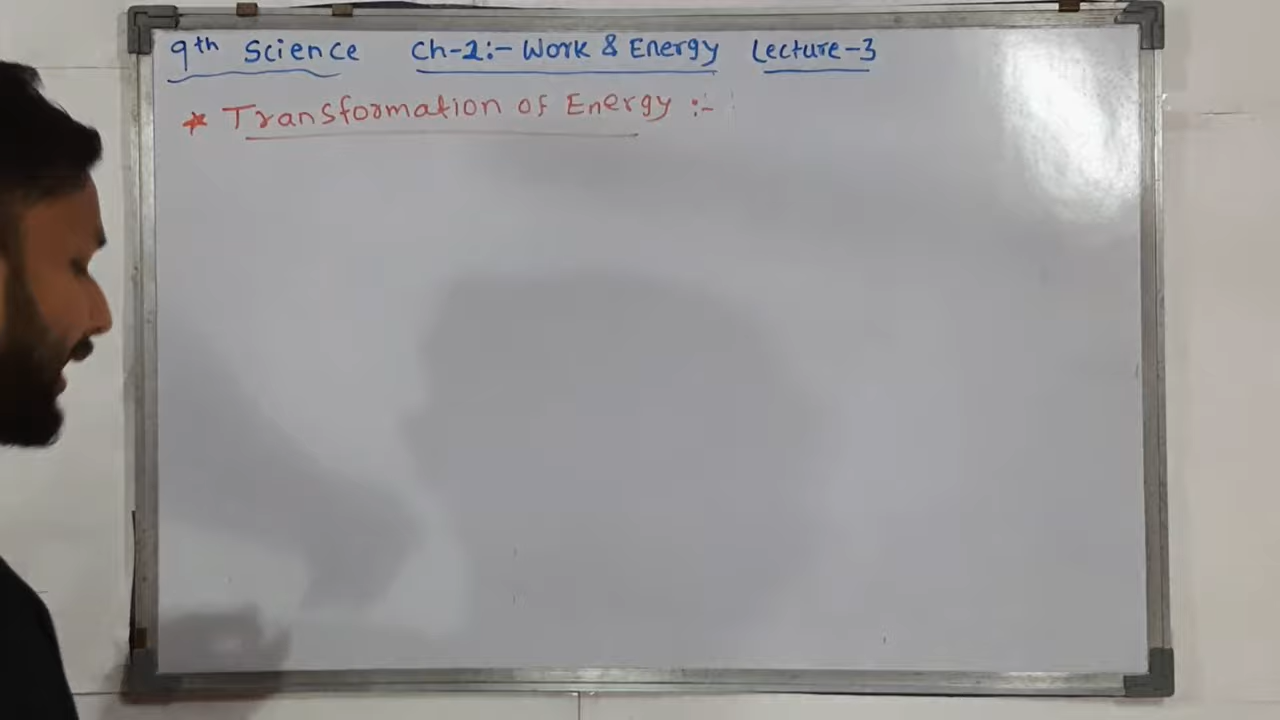 9th Science Ch-2:- Work & Energy Lecture-3
* Transformation of Energy :-